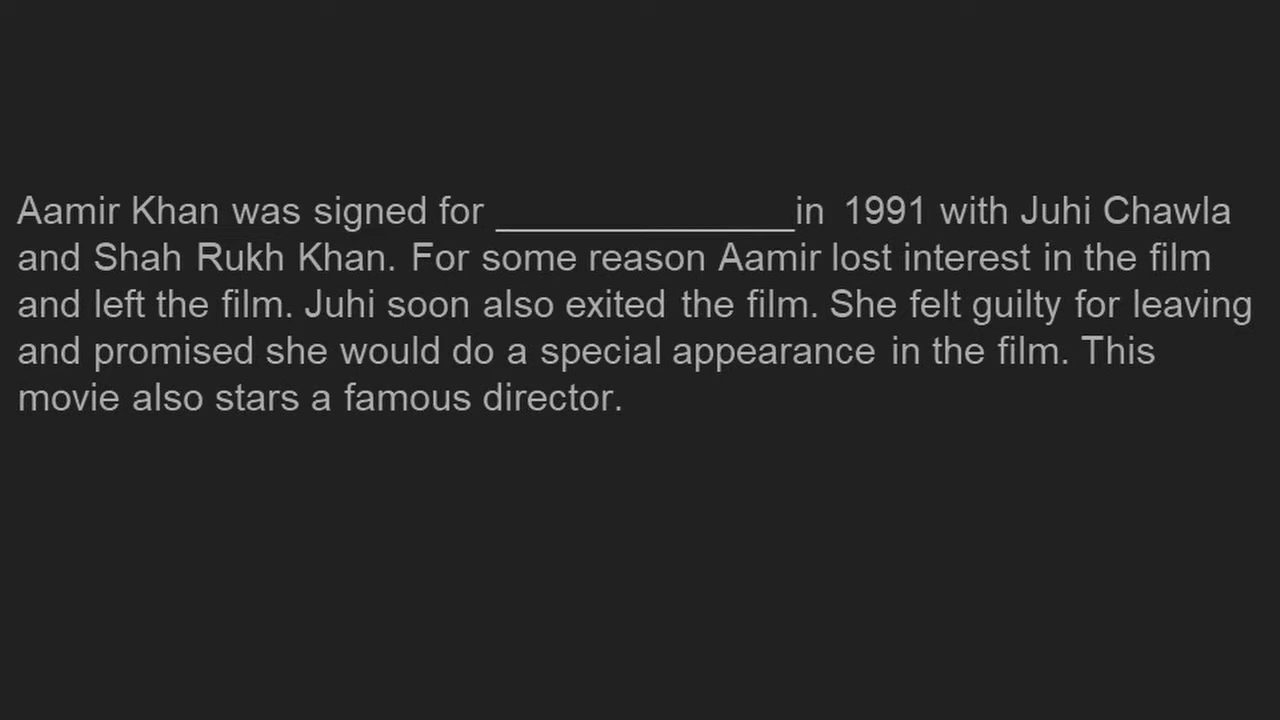 Aamir Khan was signed for _______________in 1991 with Juhi Chawla
and Shah Rukh Khan. For some reason Aamir lost interest in the film
and left the film. Juhi soon also exited the film. She felt guilty for leaving
and promised she would do a special appearance in the film. This
movie also stars a famous director.